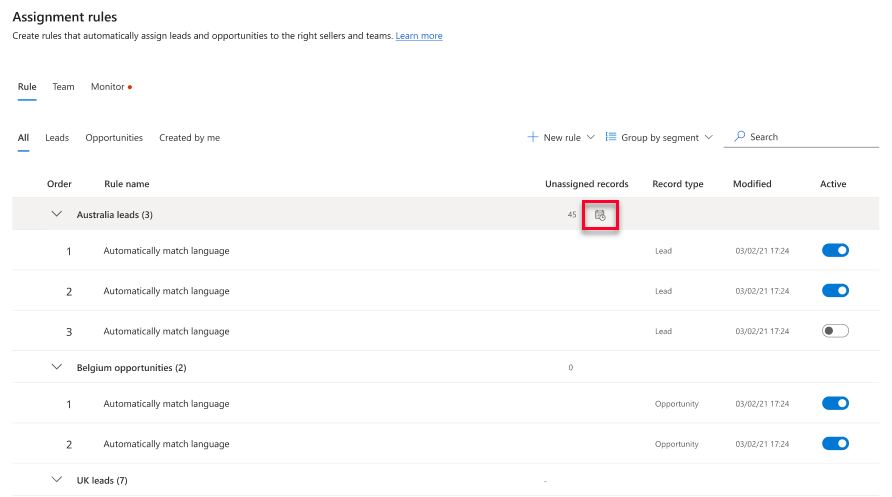 Assignment rules
Create rules that automatically assign leads and opportunities to the right sellers and teams. Learn more
Rule Team Monitor
All Leads Opportunities Created by me New rule Group by segment Search
Order Rule name Unassigned records Record type Modified Active
Australia leads (3) 45
1 Automatically match language Lead 03/02/21 17:24
2 Automatically match language Lead 03/02/21 17:24
3 Automatically match language Lead 03/02/21 17:24
Belgium opportunities (2) 0
1 Automatically match language Opportunity 03/02/21 17:24
2 Automatically match language Opportunity 03/02/21 17:24
UK leads (7) -